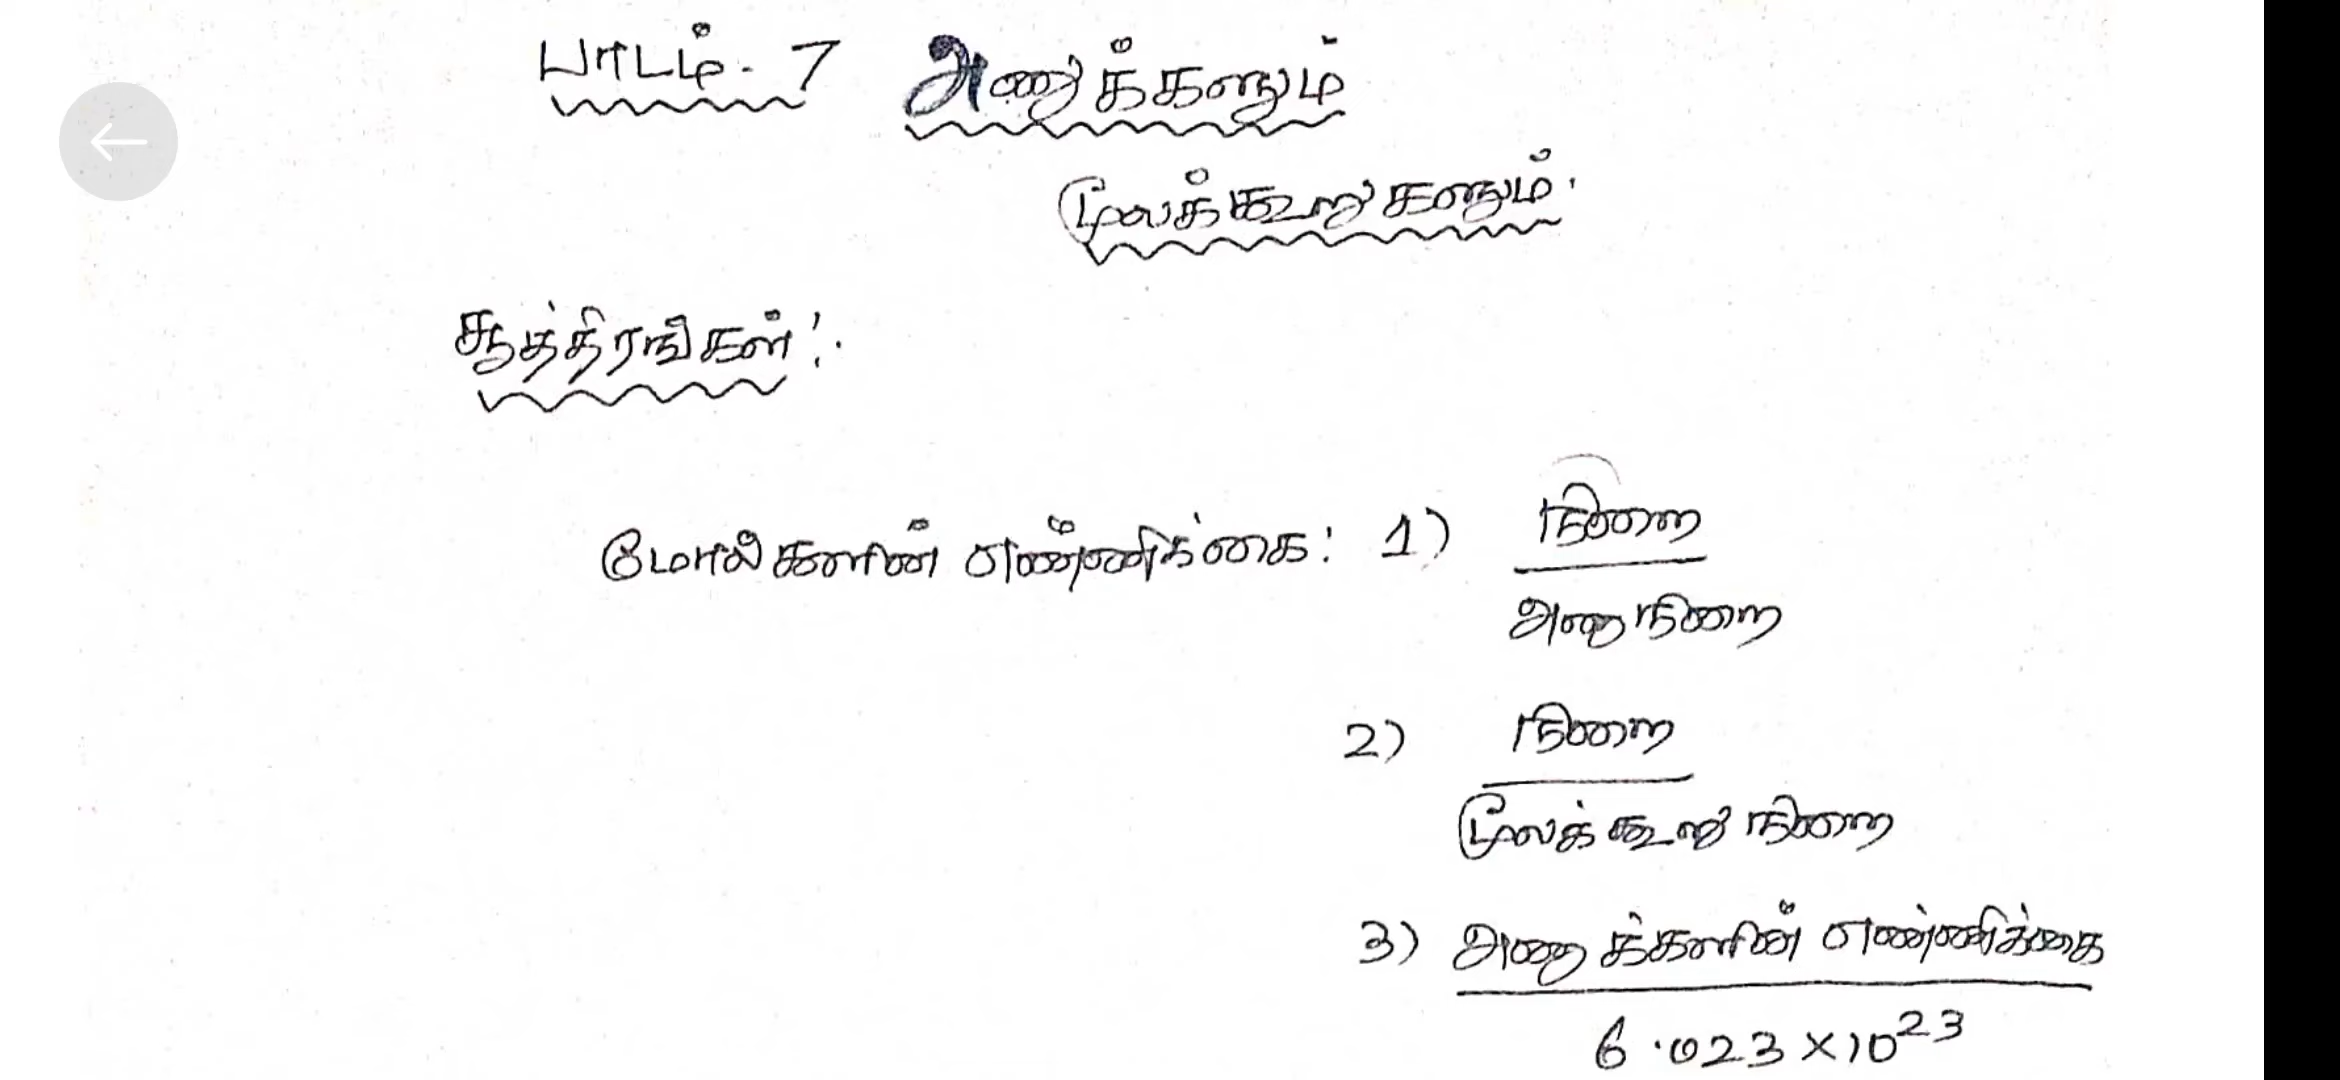 பாடம் - 7 அணுக்களும்
மூலக்கூறுகளும்.
சூத்திரங்கள்:
மோல்களின் எண்ணிக்கை: 1) நிறை
அணுநிறை
2) நிறை
மூலக்கூறு நிறை
3) அணுக்களின் எண்ணிக்கை
6.023 × 10²³